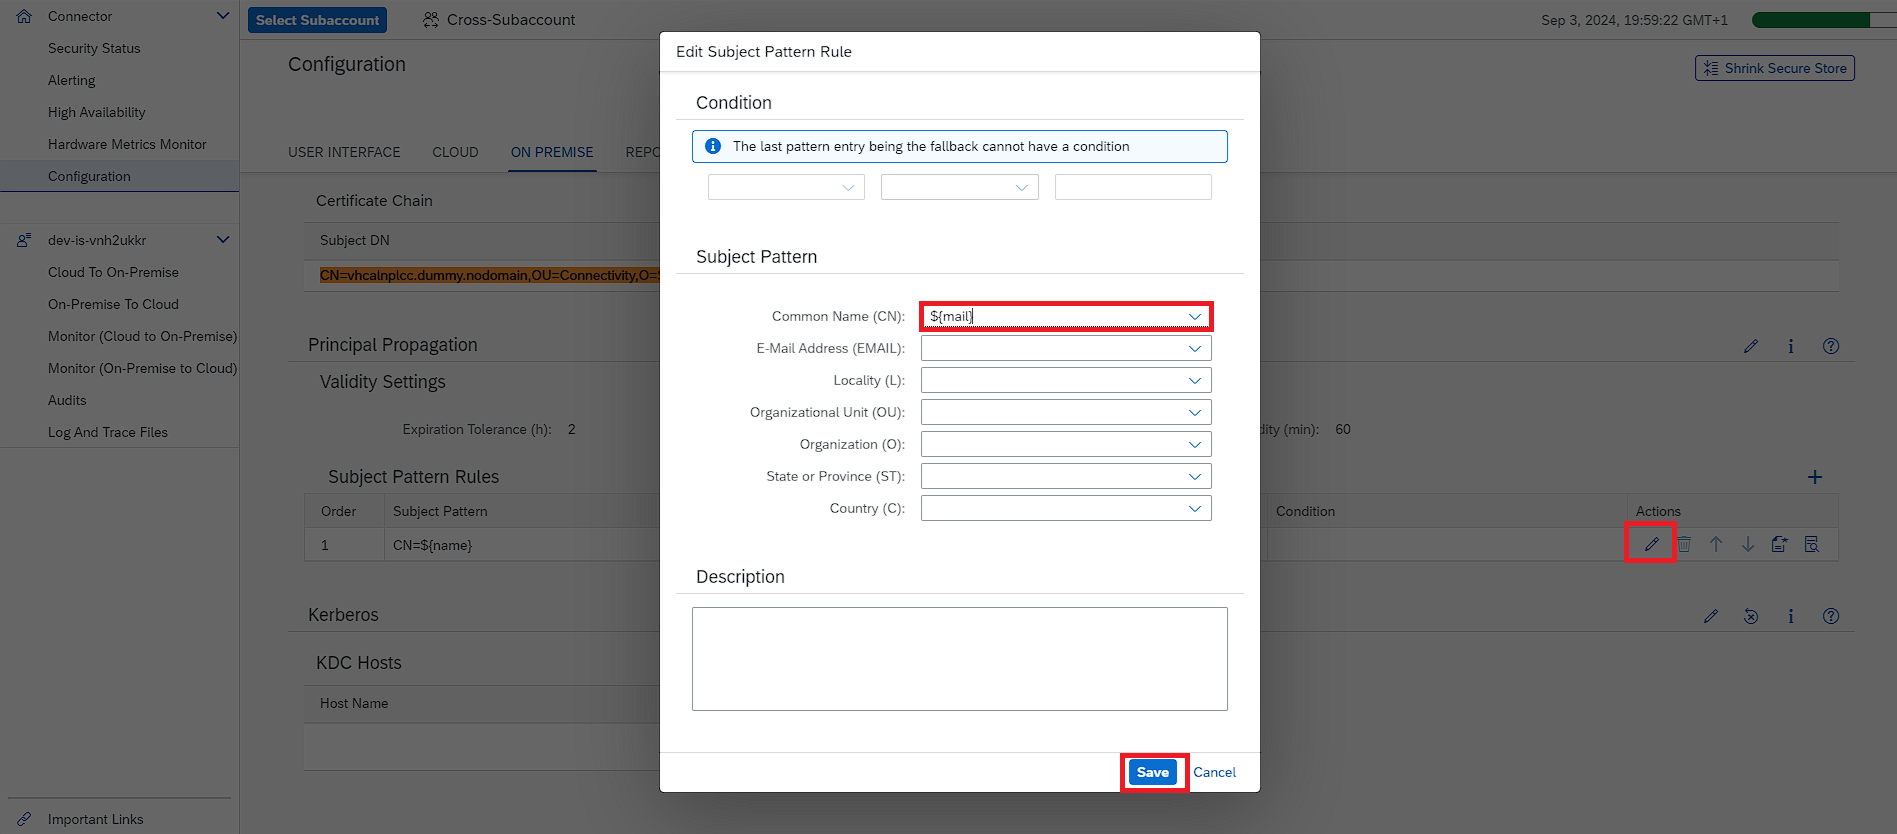 Connector
Security Status
Alerting
High Availability
Hardware Metrics Monitor
Configuration
dev-is-vnh2ukkr
Cloud To On-Premise
On-Premise To Cloud
Monitor (Cloud to On-Premise)
Monitor (On-Premise to Cloud)
Audits
Log And Trace Files
Important Links
Select Subaccount
Cross-Subaccount
Sep 3, 2024, 19:59:22 GMT+1
Configuration
Shrink Secure Store
USER INTERFACE CLOUD ON PREMISE REPO
Certificate Chain
Subject DN
CN=vhcalnplcc.dummy.nodomain,OU=Connectivity,O=S
Principal Propagation
Validity Settings
Expiration Tolerance (h): 2
dity (min): 60
Subject Pattern Rules
Order Subject Pattern Condition Actions
1 CN=${name}
Kerberos
KDC Hosts
Host Name
Edit Subject Pattern Rule
Condition
The last pattern entry being the fallback cannot have a condition
Subject Pattern
Common Name (CN): ${mail}
E-Mail Address (EMAIL):
Locality (L):
Organizational Unit (OU):
Organization (O):
State or Province (ST):
Country (C):
Description
Save Cancel